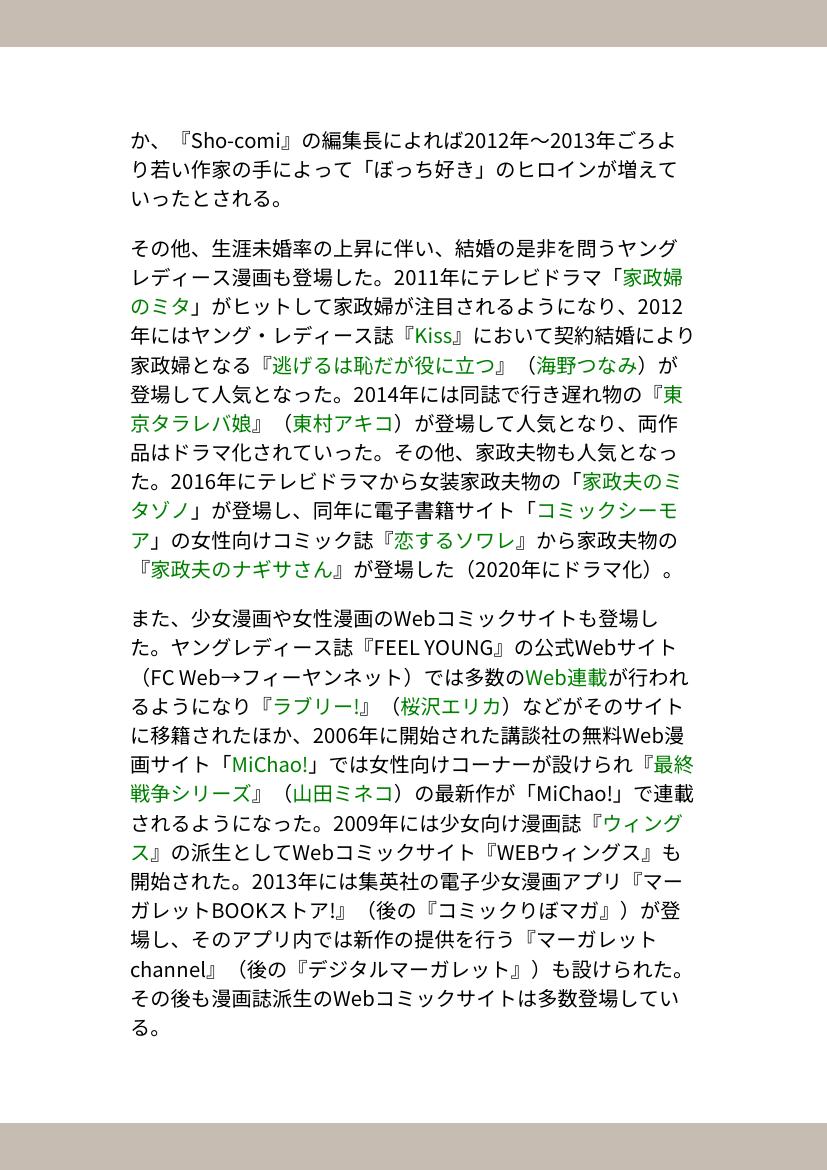 か、『Sho-comi』の編集長によれば2012年〜2013年ごろよ
り若い作家の手によって「ぼっち好き」のヒロインが増えて
いったとされる。
その他、生涯未婚率の上昇に伴い、結婚の是非を問うヤング
レディース漫画も登場した。2011年にテレビドラマ「家政婦
のミタ」がヒットして家政婦が注目されるようになり、2012
年にはヤング・レディース誌『Kiss』において契約結婚により
家政婦となる『逃げるは恥だが役に立つ』（海野つなみ）が
登場して人気となった。2014年には同誌で行き遅れ物の『東
京タラレバ娘』（東村アキコ）が登場して人気となり、両作
品はドラマ化されていった。その他、家政夫物も人気となっ
た。2016年にテレビドラマから女装家政夫物の「家政夫のミ
タゾノ」が登場し、同年に電子書籍サイト「コミックシーモ
ア」の女性向けコミック誌『恋するソワレ』から家政夫物の
『家政夫のナギサさん』が登場した（2020年にドラマ化）。
また、少女漫画や女性漫画のWebコミックサイトも登場し
た。ヤングレディース誌『FEEL YOUNG』の公式Webサイト
（FC Web→フィーヤンネット）では多数のWeb連載が行われ
るようになり『ラブリー!』（桜沢エリカ）などがそのサイト
に移籍されたほか、2006年に開始された講談社の無料Web漫
画サイト「MiChao!」では女性向けコーナーが設けられ『最終
戦争シリーズ』（山田ミネコ）の最新作が「MiChao!」で連載
されるようになった。2009年には少女向け漫画誌『ウィング
ス』の派生としてWebコミックサイト『WEBウィングス』も
開始された。2013年には集英社の電子少女漫画アプリ『マー
ガレットBOOKストア!』（後の『コミックりぼマガ』）が登
場し、そのアプリ内では新作の提供を行う『マーガレット
channel』（後の『デジタルマーガレット』）も設けられた。
その後も漫画誌派生のWebコミックサイトは多数登場してい
る。